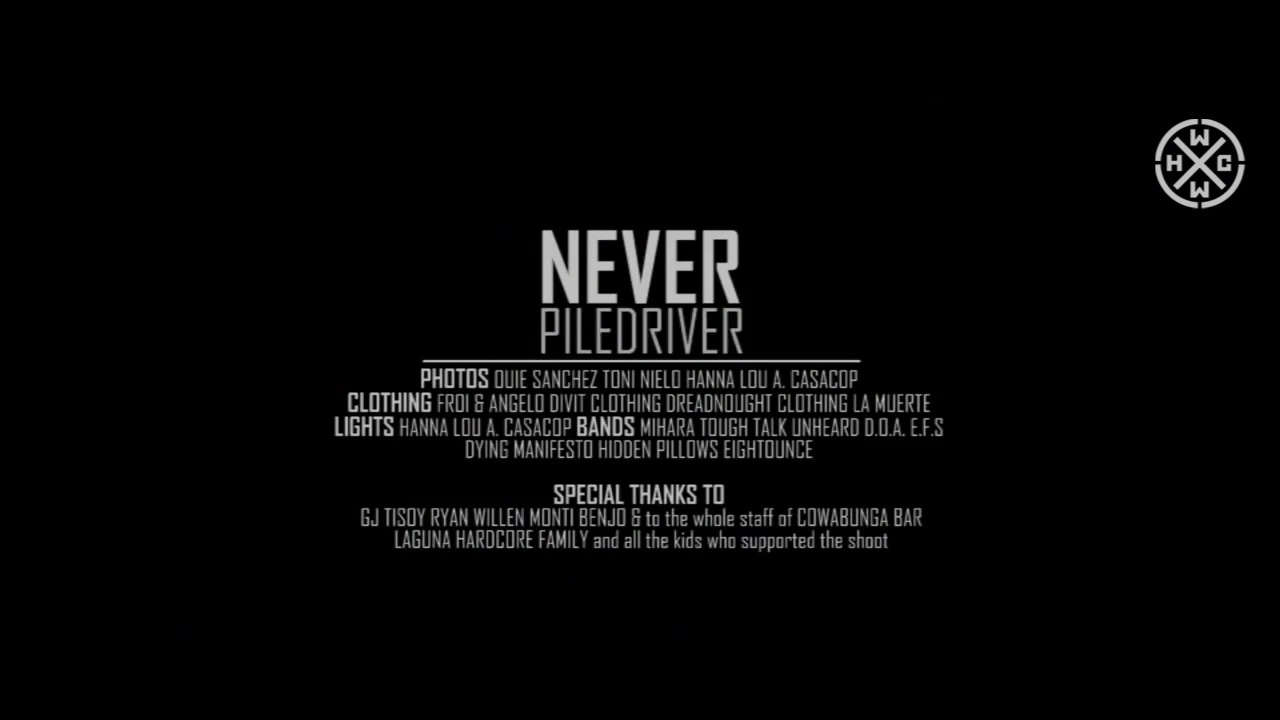 W
H C
W
NEVER
PILEDRIVER
PHOTOS OUIE SANCHEZ TONI NIELO HANNA LOU A. CASACOP
CLOTHING FROI & ANGELO DIVIT CLOTHING DREADNOUGHT CLOTHING LA MUERTE
LIGHTS HANNA LOU A. CASACOP BANDS MIHARA TOUGH TALK UNHEARD D.O.A. E.F.S
DYING MANIFESTO HIDDEN PILLOWS EIGHTOUNCE
SPECIAL THANKS TO
GJ TISOY RYAN WILLEN MONTI BENJO & to the whole staff of COWABUNGA BAR
LAGUNA HARDCORE FAMILY and all the kids who supported the shoot